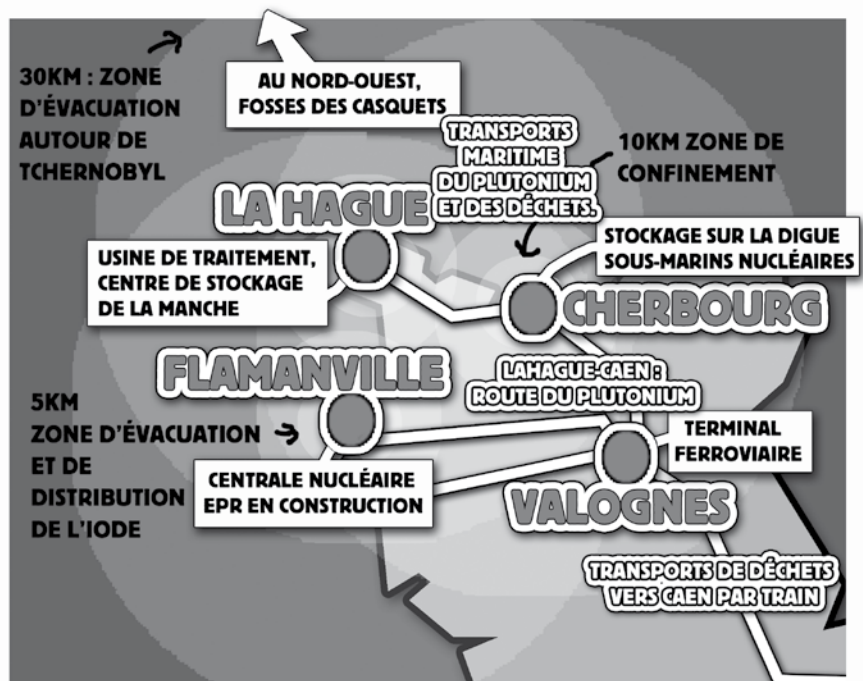 30KM : ZONE
D'ÉVACUATION
AUTOUR DE
TCHERNOBYL
AU NORD-OUEST,
FOSSES DES CASQUETS
TRANSPORTS
MARITIME
DU PLUTONIUM
ET DES DÉCHETS.
10KM ZONE DE
CONFINEMENT
LA HAGUE
USINE DE TRAITEMENT,
CENTRE DE STOCKAGE
DE LA MANCHE
STOCKAGE SUR LA DIGUE
SOUS-MARINS NUCLÉAIRES
CHERBOURG
FLAMANVILLE
LAHAGUE-CAEN :
ROUTE DU PLUTONIUM
5KM
ZONE D'ÉVACUATION
ET DE
DISTRIBUTION
DE L'IODE
CENTRALE NUCLÉAIRE
EPR EN CONSTRUCTION
TERMINAL
FERROVIAIRE
VALOGNES
TRANSPORTS DE DÉCHETS
VERS CAEN PAR TRAIN